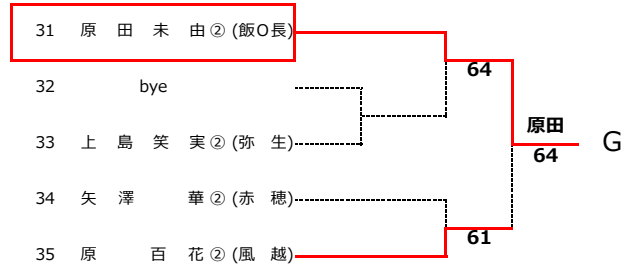 31 原 田 未 由② (飯O長)
64
32 bye
原田
33 上 島 笑 実② (弥 生)
64
G
34 矢 澤 華② (赤 穂)
61
35 原 百 花② (風 越)